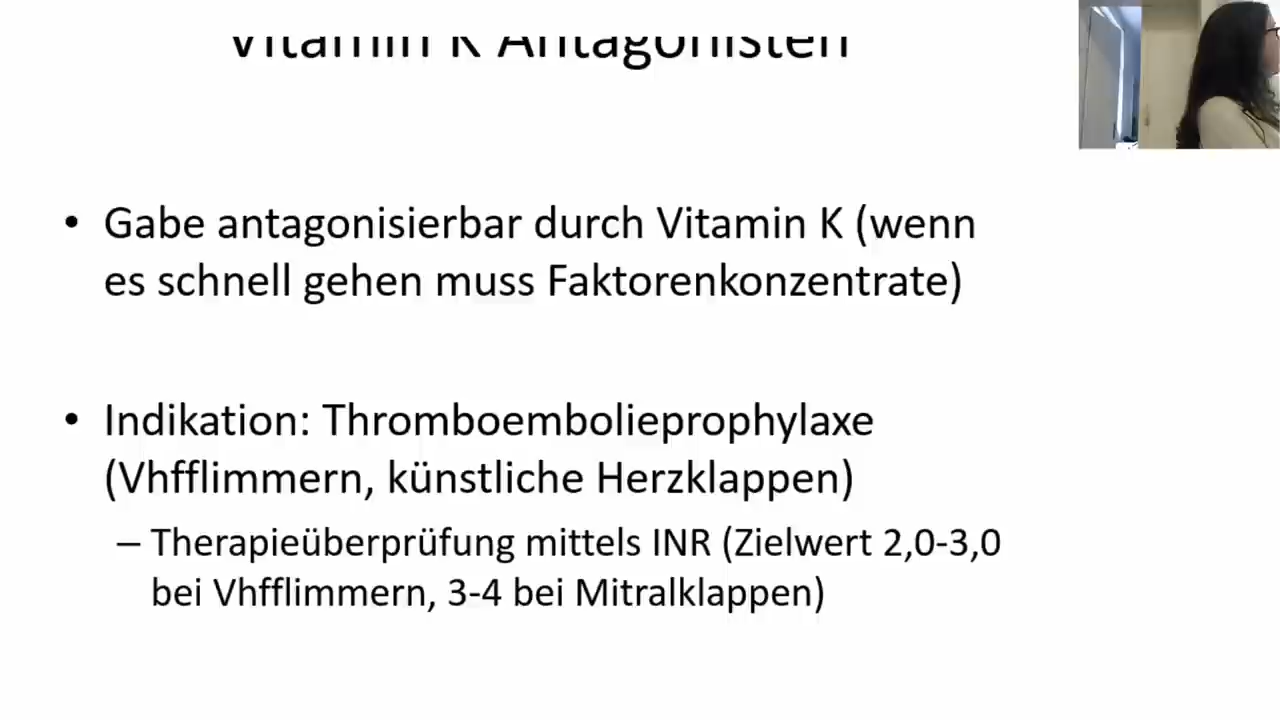 Vitamin K Antagonisten
• Gabe antagonisierbar durch Vitamin K (wenn
es schnell gehen muss Faktorenkonzentrate)
• Indikation: Thromboembolieprophylaxe
(Vhfflimmern, künstliche Herzklappen)
– Therapieüberprüfung mittels INR (Zielwert 2,0-3,0
bei Vhfflimmern, 3-4 bei Mitralklappen)